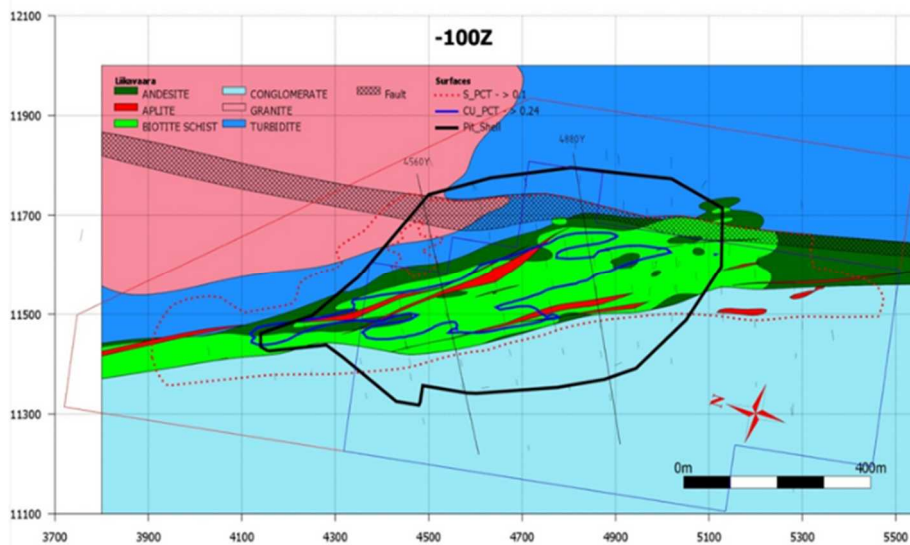 -100Z
Liikavaara
ANDESITE
APLITE
BIOTITE SCHIST
CONGLOMERATE
GRANITE
TURBIDITE
Fault
Surfaces
S_PCT - > 0.1
CU_PCT - > 0.24
Pit_Shell
4560Y
4880Y
12100
11900
11700
11500
11300
11100
N
0m 400m
3700 3900 4100 4300 4500 4700 4900 5100 5300 5500